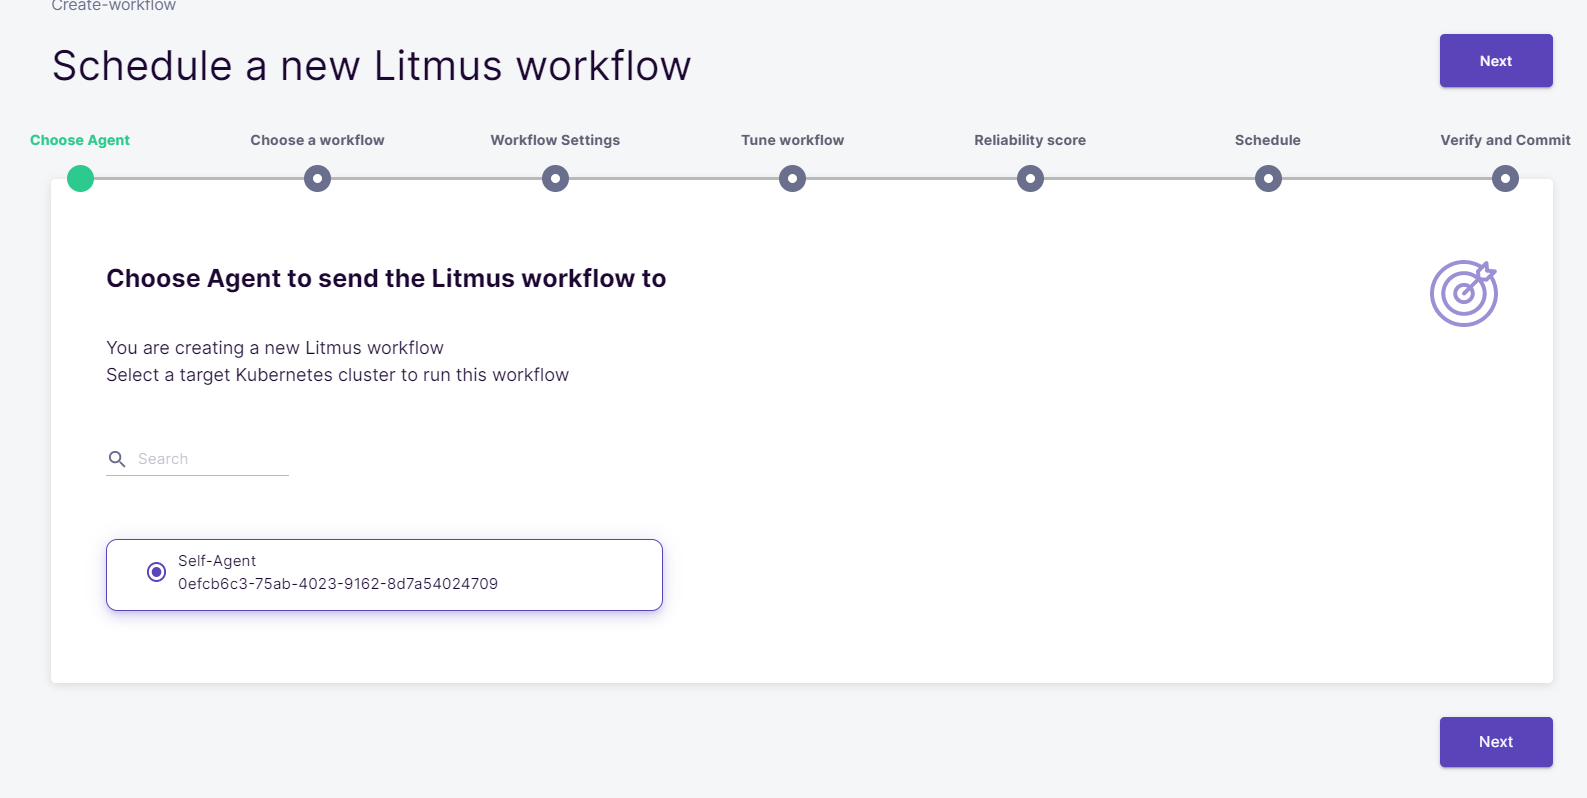 Create-workflow
Schedule a new Litmus workflow
Next
Choose Agent
Choose a workflow
Workflow Settings
Tune workflow
Reliability score
Schedule
Verify and Commit
Choose Agent to send the Litmus workflow to
You are creating a new Litmus workflow
Select a target Kubernetes cluster to run this workflow
Search
Self-Agent
0efcb6c3-75ab-4023-9162-8d7a54024709
Next